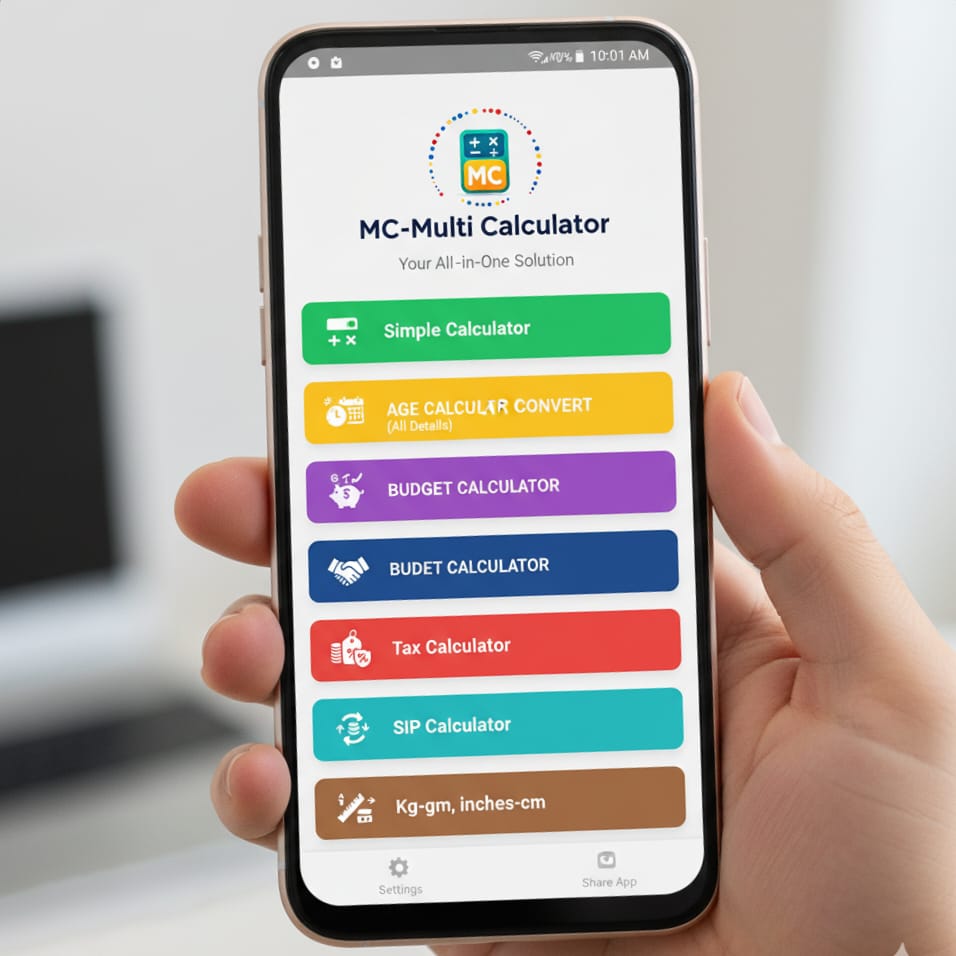 10:01 AM
+ ×
− +
MC
MC-Multi Calculator
Your All-in-One Solution
Simple Calculator
AGE CONVERT
(All Details)
BUDGET CALCULATOR
BUDET CALCULATOR
Tax Calculator
SIP Calculator
Kg-gm, inches-cm
Settings
Share App